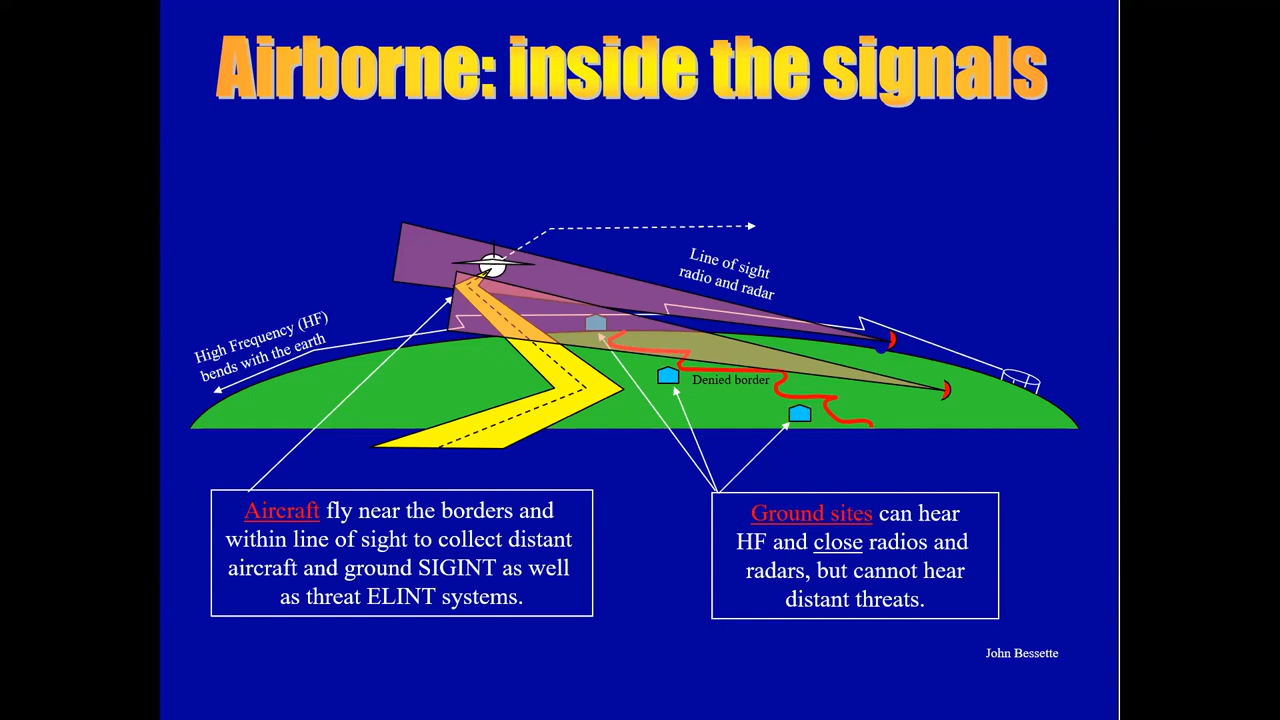 Airborne: inside the signals
Line of sight
radio and radar
High Frequency (HF)
bends with the earth
Denied border
Aircraft fly near the borders and
within line of sight to collect distant
aircraft and ground SIGINT as well
as threat ELINT systems.
Ground sites can hear
HF and close radios and
radars, but cannot hear
distant threats.
John Bessette